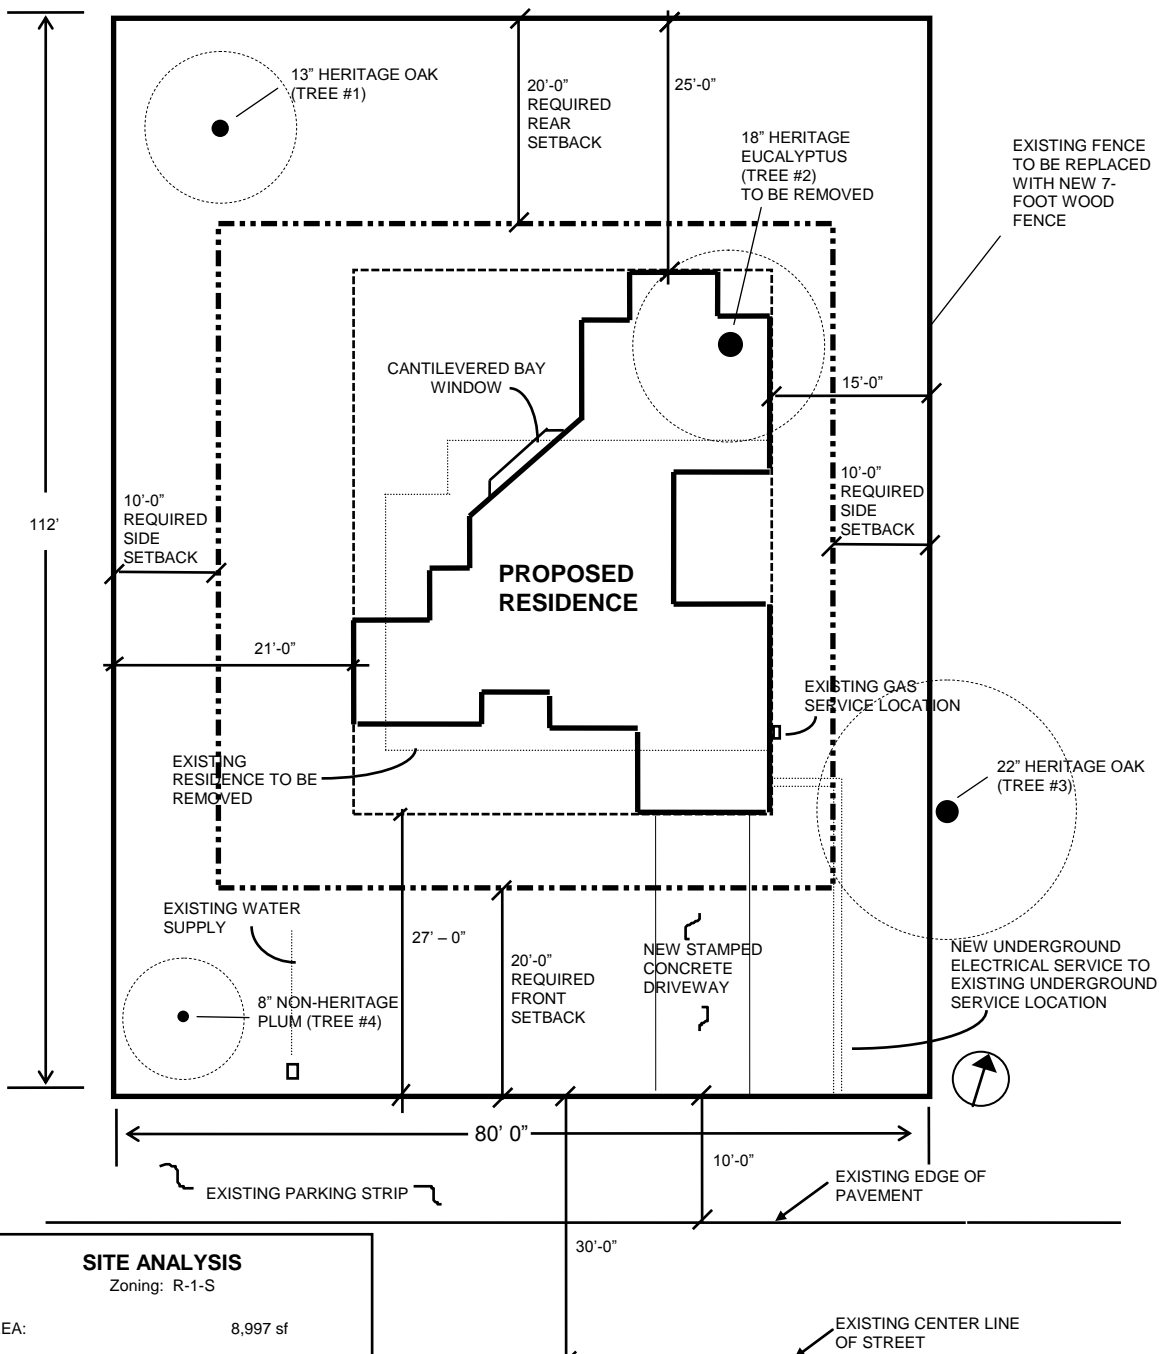 13” HERITAGE OAK
(TREE #1)
20’-0”
REQUIRED
REAR
SETBACK
25’-0”
18” HERITAGE
EUCALYPTUS
(TREE #2)
TO BE REMOVED
EXISTING FENCE
TO BE REPLACED
WITH NEW 7-
FOOT WOOD
FENCE
CANTILEVERED BAY
WINDOW
15’-0”
10’-0”
REQUIRED
SIDE
SETBACK
112’
10’-0”
REQUIRED
SIDE
SETBACK
PROPOSED
RESIDENCE
21’-0”
EXISTING GAS
SERVICE LOCATION
EXISTING
RESIDENCE TO BE
REMOVED
22” HERITAGE OAK
(TREE #3)
EXISTING WATER
SUPPLY
27’ – 0”
20’-0”
REQUIRED
FRONT
SETBACK
NEW STAMPED
CONCRETE
DRIVEWAY
NEW UNDERGROUND
ELECTRICAL SERVICE TO
EXISTING UNDERGROUND
SERVICE LOCATION
8” NON-HERITAGE
PLUM (TREE #4)
80’ 0”
10’-0”
EXISTING PARKING STRIP
EXISTING EDGE OF
PAVEMENT
30’-0”
SITE ANALYSIS
Zoning: R-1-S
EA: 8,997 sf
EXISTING CENTER LINE
OF STREET